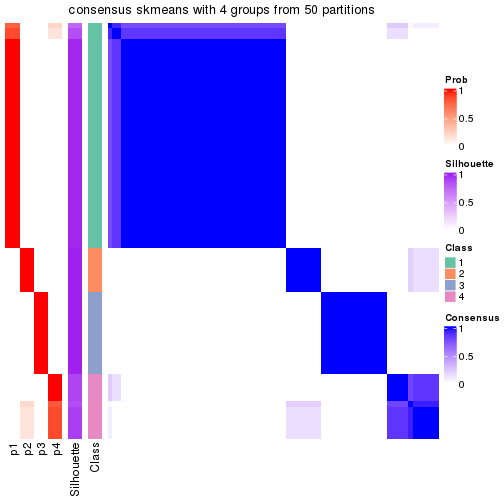 consensus skmeans with 4 groups from 50 partitions
Prob
1
0.5
0
Silhouette
1
0.5
0
Class
1
2
3
4
Consensus
1
0.5
0
p1
p2
p3
p4
Silhouette
Class